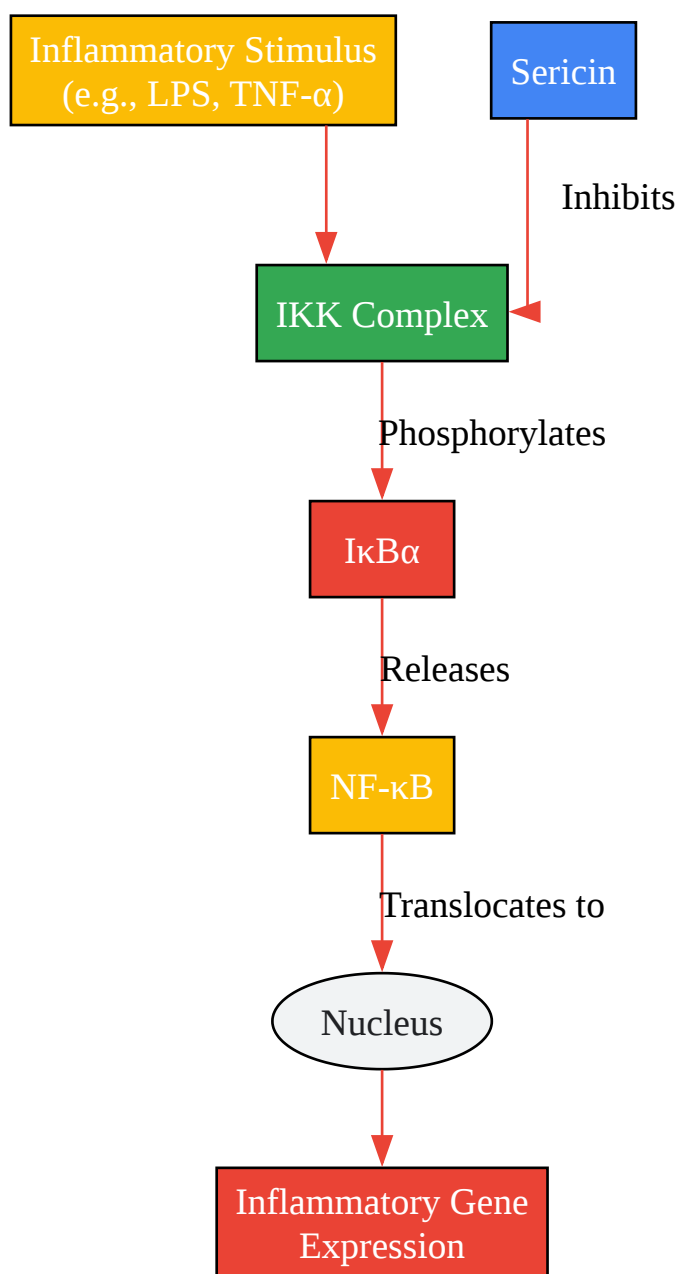 Inflammatory Stimulus
(e.g., LPS, TNF-α)
Sericin
Inhibits
IKK Complex
Phosphorylates
IκBα
Releases
NF-κB
Translocates to
Nucleus
Inflammatory Gene
Expression